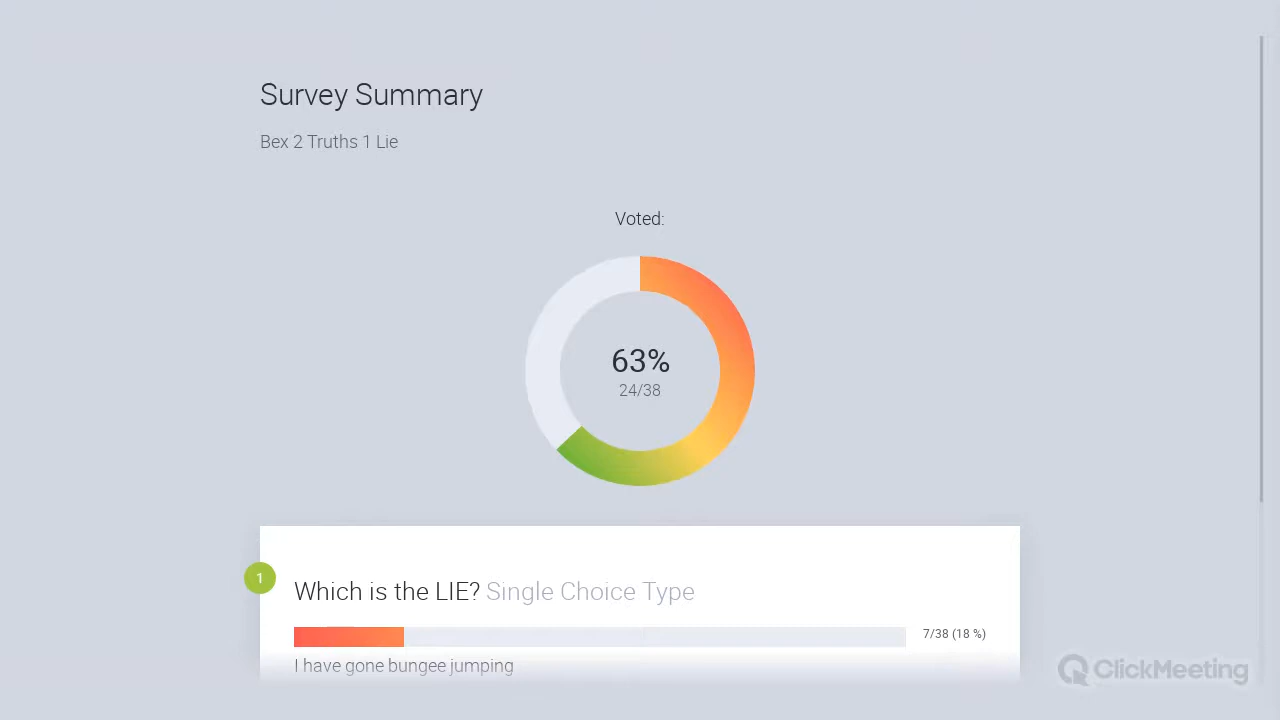 Survey Summary
Bex 2 Truths 1 Lie
Voted:
63%
24/38
1
Which is the LIE? Single Choice Type
7/38 (18 %)
I have gone bungee jumping
ClickMeeting